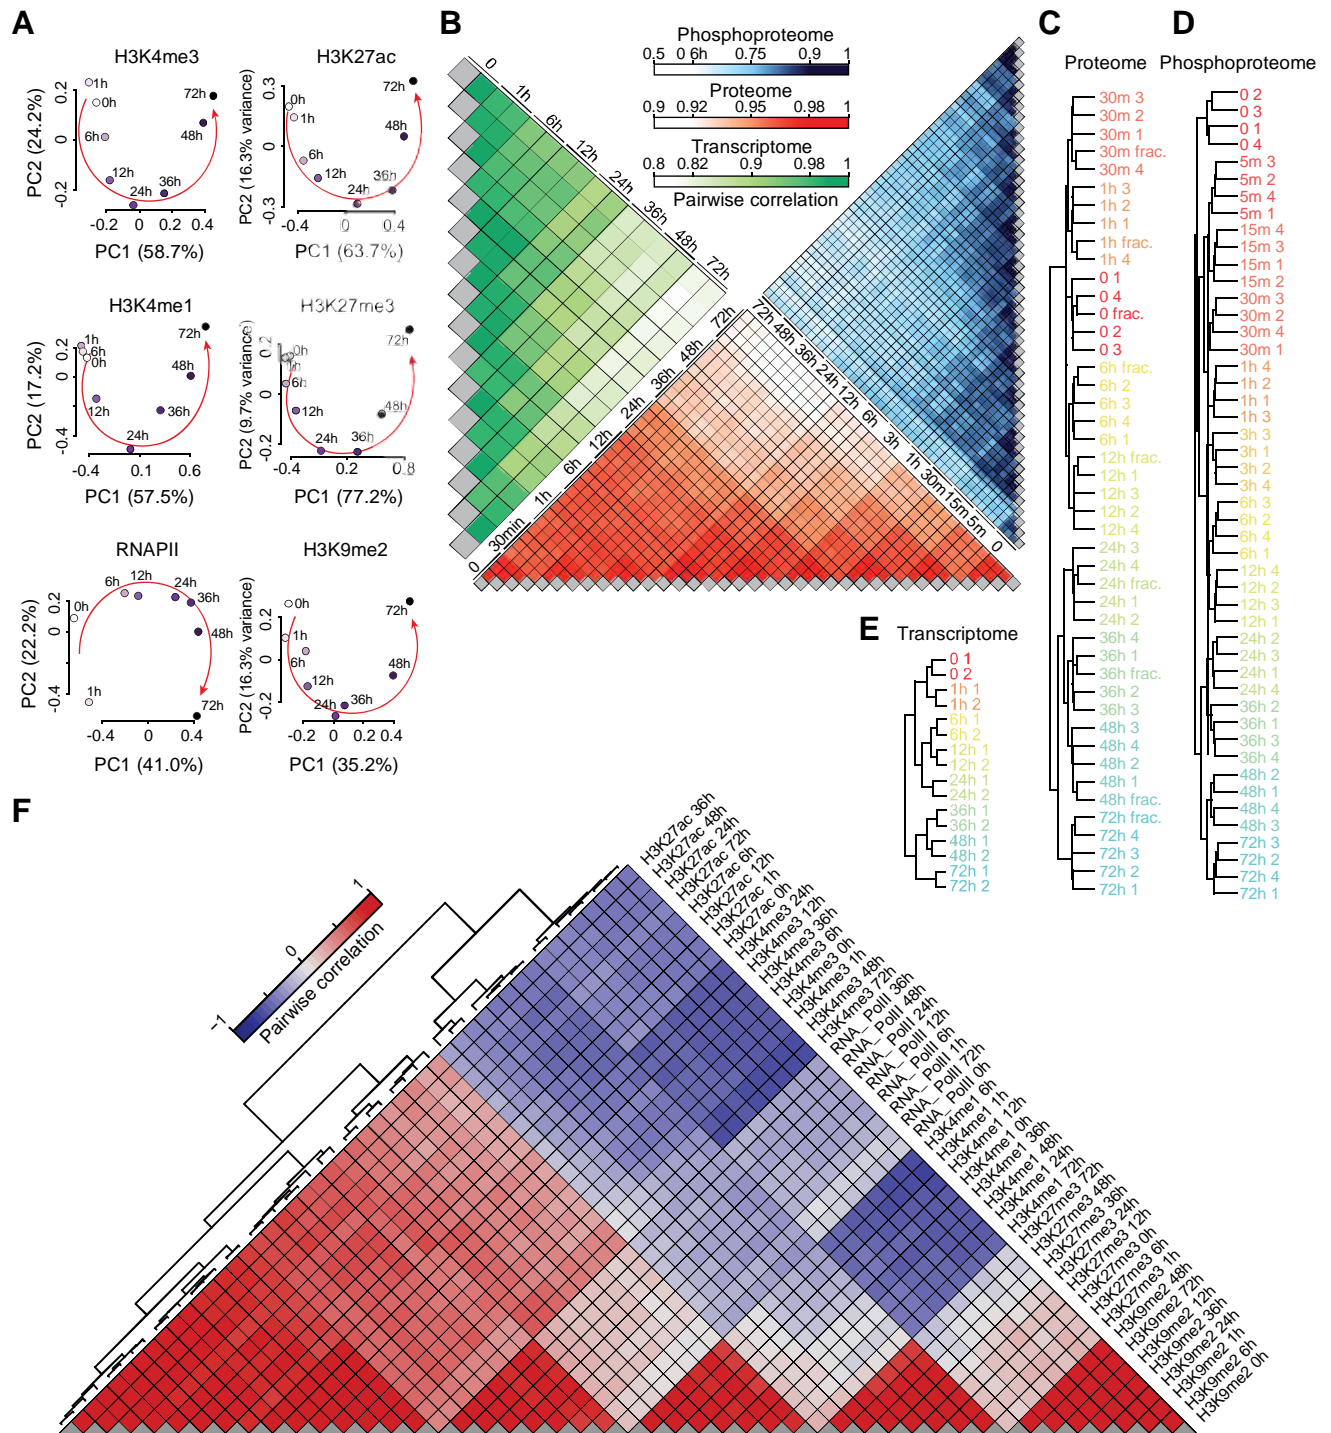 A
H3K4me3
PC2 (24.2%)
0.2
0
-0.2
1h
0h
6h
12h
24h
36h
48h
72h
-0.2
0
0.2
0.4
PC1 (58.7%)
H3K27ac
PC2 (16.3% variance)
0.3
0
-0.3
0h
1h
6h
12h
24h
36h
48h
72h
-0.4
0
0.4
PC1 (63.7%)
H3K4me1
PC2 (17.2%)
0.2
0
-0.4
1h
6h
0h
12h
24h
36h
48h
72h
-0.4
0.1
0.6
PC1 (57.5%)
H3K27me3
PC2 (9.7% variance)
0.2
0
-0.2
0h
1h
6h
12h
24h
36h
48h
72h
-0.4
0.2
0.8
PC1 (77.2%)
RNAPII
PC2 (22.2%)
0.2
0
-0.4
0h
1h
6h
12h
24h
36h
48h
72h
-0.4
0
0.4
PC1 (41.0%)
H3K9me2
PC2 (16.3% variance)
0.2
0
-0.2
0h
1h
6h
12h
24h
36h
48h
72h
-0.4
0
0.2
0.4
PC1 (35.2%)
B
Phosphoproteome
0.5 6h 0.75 0.9 1
Proteome
0.9 0.92 0.95 0.98 1
Transcriptome
0.8 0.82 0.9 0.98 1
Pairwise correlation
0
1h
6h
12h
24h
36h
48h
72h
0
30min
1h
6h
12h
24h
36h
48h
72h
72h
48h
36h
24h
12h
6h
3h
1h
30m
15m
5m
0
C
Proteome
30m 3
30m 2
30m 1
30m frac.
30m 4
1h 3
1h 2
1h 1
1h frac.
1h 4
0 1
0 4
0 frac.
0 2
0 3
6h frac.
6h 2
6h 3
6h 4
6h 1
12h frac.
12h 1
12h 3
12h 2
12h 4
24h 3
24h 4
24h frac.
24h 1
24h 2
36h 4
36h 1
36h frac.
36h 2
36h 3
48h 3
48h 4
48h 2
48h 1
48h frac.
72h frac.
72h 4
72h 3
72h 2
72h 1
D
Phosphoproteome
0 2
0 3
0 1
0 4
5m 3
5m 2
5m 4
5m 1
15m 4
15m 3
15m 1
15m 2
30m 3
30m 2
30m 4
30m 1
1h 4
1h 2
1h 1
1h 3
3h 3
3h 1
3h 2
3h 4
6h 3
6h 2
6h 4
6h 1
12h 4
12h 2
12h 3
12h 1
24h 2
24h 3
24h 1
24h 4
36h 2
36h 1
36h 3
36h 4
48h 2
48h 1
48h 4
48h 3
72h 3
72h 2
72h 4
72h 1
E
Transcriptome
0 1
0 2
1h 1
1h 2
6h 1
6h 2
12h 1
12h 2
24h 1
24h 2
36h 1
36h 2
48h 1
48h 2
72h 1
72h 2
F
−1
0
1
Pairwise correlation
H3K27ac 36h
H3K27ac 48h
H3K27ac 24h
H3K27ac 72h
H3K27ac 6h
H3K27ac 12h
H3K27ac 1h
H3K27ac 0h
H3K4me3 24h
H3K4me3 12h
H3K4me3 36h
H3K4me3 6h
H3K4me3 0h
H3K4me3 1h
H3K4me3 48h
H3K4me3 72h
RNA_ PolII 36h
RNA_ PolII 48h
RNA_ PolII 24h
RNA_ PolII 12h
RNA_ PolII 6h
RNA_ PolII 1h
RNA_ PolII 72h
RNA_ PolII 0h
H3K4me1 6h
H3K4me1 1h
H3K4me1 12h
H3K4me1 0h
H3K4me1 36h
H3K4me1 48h
H3K4me1 24h
H3K4me1 72h
H3K27me3 72h
H3K27me3 48h
H3K27me3 36h
H3K27me3 24h
H3K27me3 12h
H3K27me3 0h
H3K27me3 6h
H3K27me3 1h
H3K9me2 48h
H3K9me2 72h
H3K9me2 12h
H3K9me2 36h
H3K9me2 24h
H3K9me2 1h
H3K9me2 6h
H3K9me2 0h